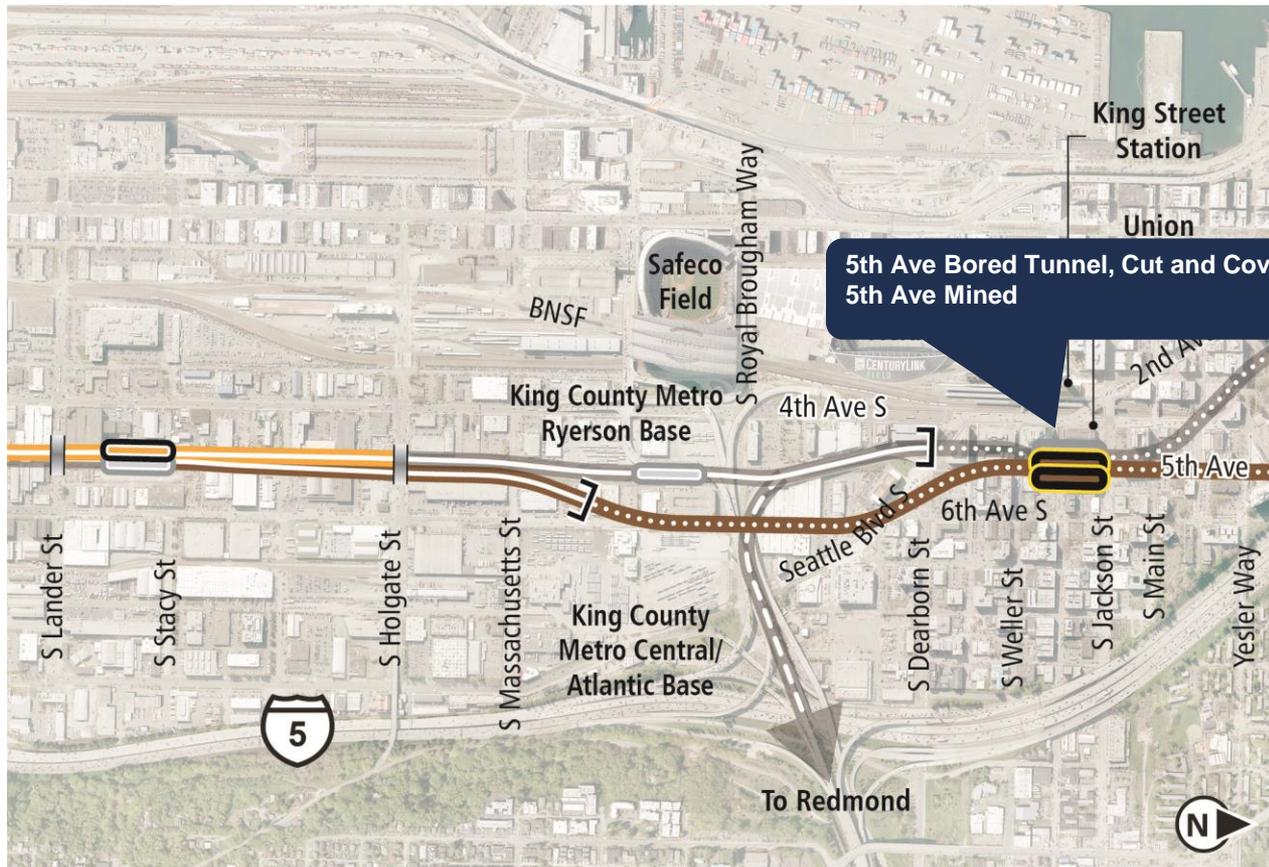 King Street
Station
Union
5th Ave Bored Tunnel, Cut and Cov
5th Ave Mined
Safeco
Field
S Royal Brougham Way
BNSF
CENTURYLINK
2nd Av
King County Metro
Ryerson Base
4th Ave S
5th Ave
6th Ave S
Seattle Blvd S
S Lander St
S Stacy St
S Holgate St
S Massachusetts St
S Dearborn St
S Weller St
S Jackson St
S Main St
Yesler Way
King County
Metro Central/
Atlantic Base
5
To Redmond
N